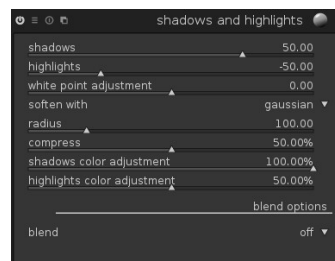 shadows and highlights
shadows 50.00
highlights -50.00
white point adjustment 0.00
soften with gaussian
radius 100.00
compress 50.00%
shadows color adjustment 100.00%
highlights color adjustment 50.00%
blend options
blend off